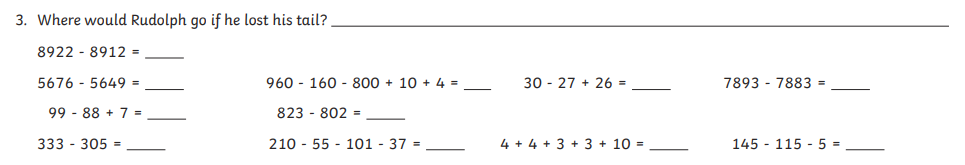 3. Where would Rudolph go if he lost his tail? ____________________
8922 - 8912 = _____
5676 - 5649 = _____ 960 - 160 - 800 + 10 + 4 = ____ 30 - 27 + 26 = _____ 7893 - 7883 = _____
99 - 88 + 7 = _____ 823 - 802 = _____
333 - 305 = _____ 210 - 55 - 101 - 37 = _____ 4 + 4 + 3 + 3 + 10 = _____ 145 - 115 - 5 = _____